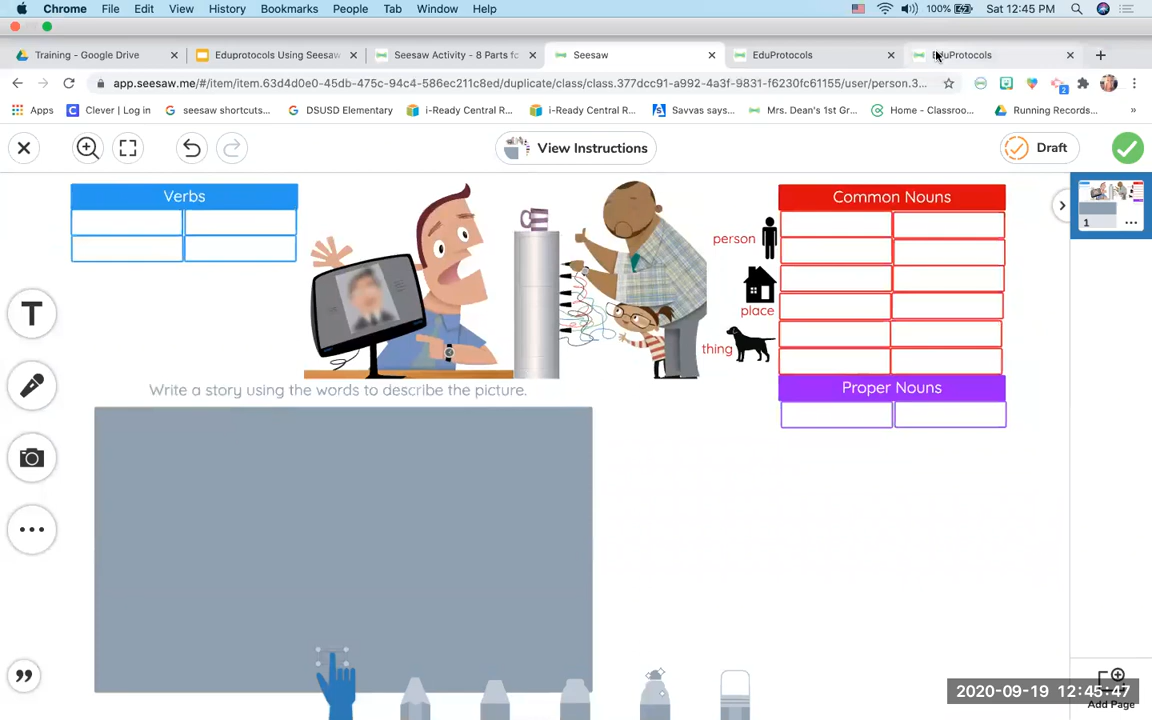 Chrome File Edit View History Bookmarks People Tab Window Help 100% Sat 12:45 PM
Training - Google Drive Eduprotocols Using Seesaw Seesaw Activity - 8 Parts fo Seesaw EduProtocols EduProtocols
app.seesaw.me/#/item/item.63d4d0e0-45db-475c-94c4-586ec211c8ed/duplicate/class/class.377dcc91-a992-4a3f-9831-f6230fc61155/user/person.3... 2
Apps Clever | Log in seesaw shortcuts... DSUSD Elementary i-Ready Central R... i-Ready Central R... Savvas says... Mrs. Dean's 1st Gr... Home - Classroo... Running Records... »
View Instructions Draft
Verbs Common Nouns
person
place
thing
Proper Nouns
Write a story using the words to describe the picture.
T
1
Add Page
2020-09-19 12:45:47